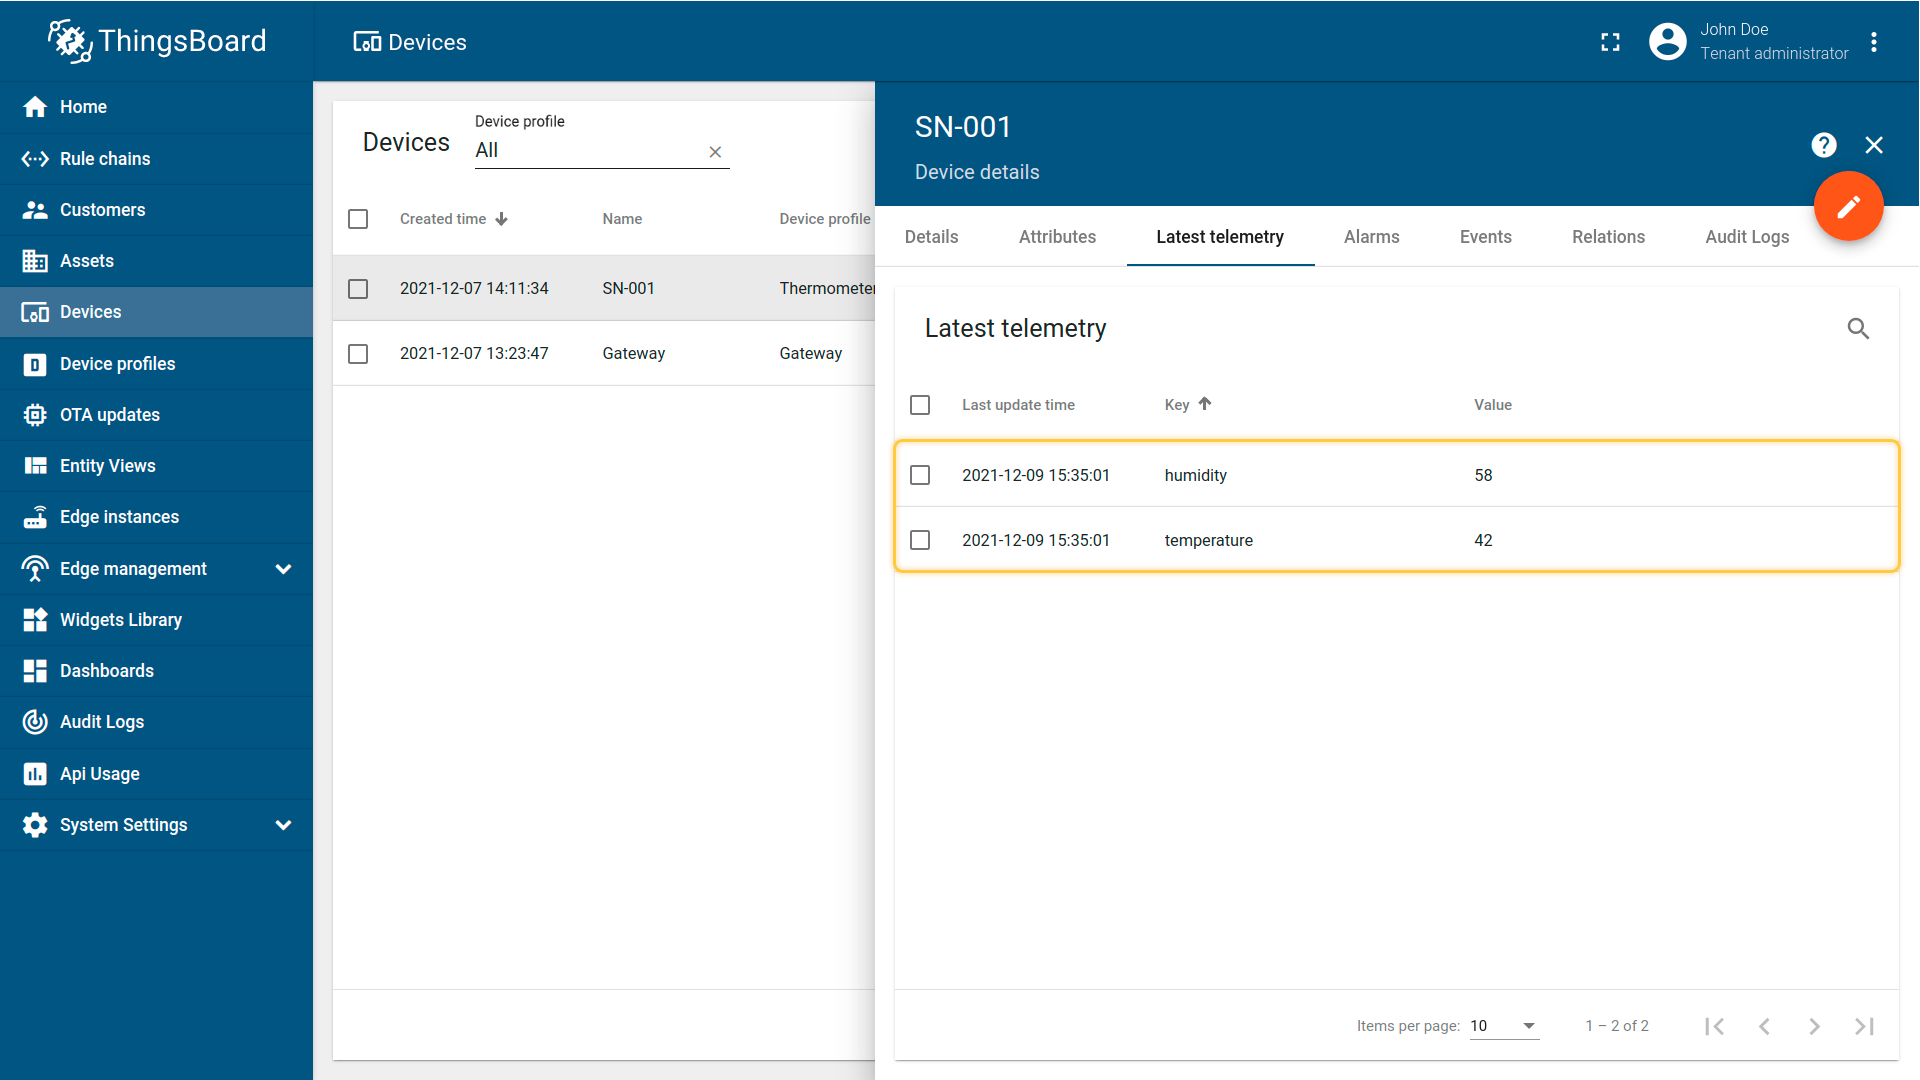 ThingsBoard
Devices
John Doe
Tenant administrator
Home
Rule chains
Customers
Assets
Devices
Device profiles
OTA updates
Entity Views
Edge instances
Edge management
Widgets Library
Dashboards
Audit Logs
Api Usage
System Settings
Devices
Device profile
All
Created time Name Device profile
2021-12-07 14:11:34 SN-001 Thermometer
2021-12-07 13:23:47 Gateway Gateway
SN-001
Device details
Details Attributes Latest telemetry Alarms Events Relations Audit Logs
Latest telemetry
Last update time Key Value
2021-12-09 15:35:01 humidity 58
2021-12-09 15:35:01 temperature 42
Items per page: 10 1 – 2 of 2